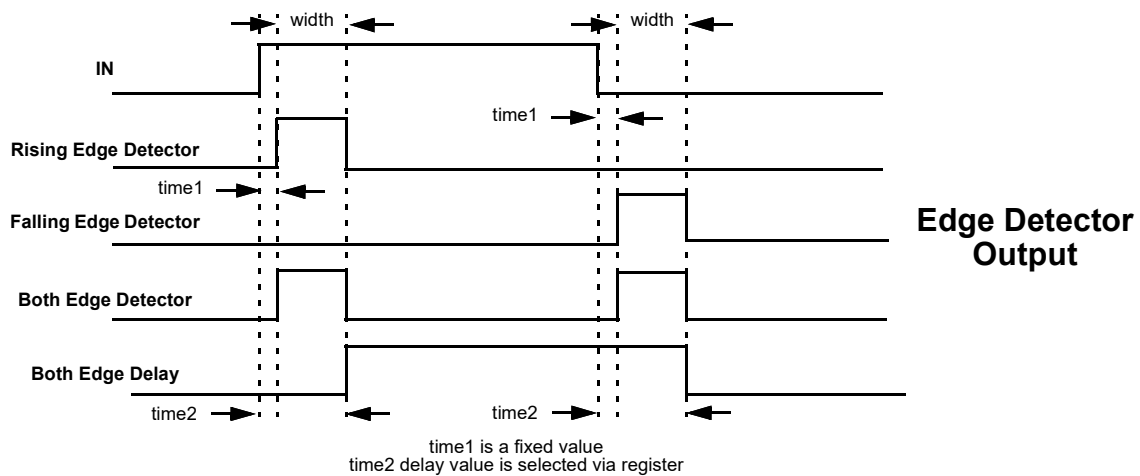 width
width
IN
time1
Rising Edge Detector
time1
Falling Edge Detector
Edge Detector
Output
Both Edge Detector
Both Edge Delay
time2
time2
time1 is a fixed value
time2 delay value is selected via register